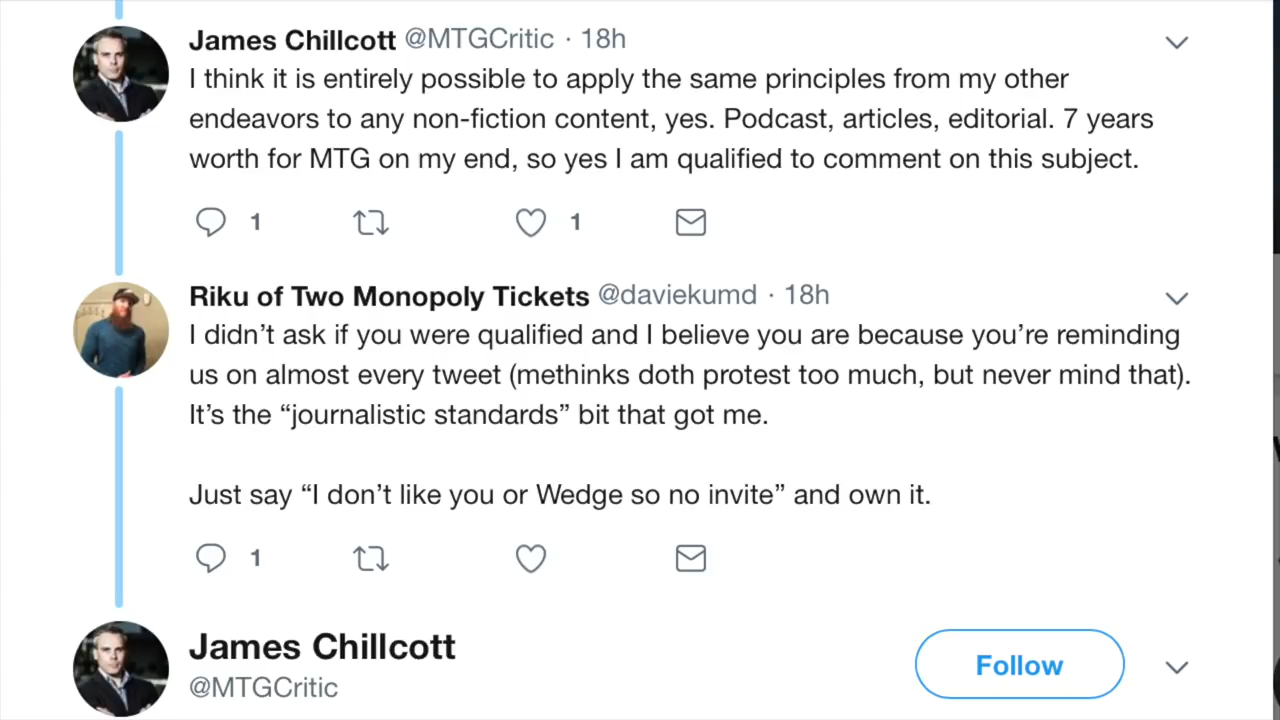 James Chillcott @MTGCritic · 18h
I think it is entirely possible to apply the same principles from my other
endeavors to any non-fiction content, yes. Podcast, articles, editorial. 7 years
worth for MTG on my end, so yes I am qualified to comment on this subject.
1 1
Riku of Two Monopoly Tickets @daviekumd · 18h
I didn’t ask if you were qualified and I believe you are because you’re reminding
us on almost every tweet (methinks doth protest too much, but never mind that).
It’s the “journalistic standards” bit that got me.
Just say “I don’t like you or Wedge so no invite” and own it.
1
James Chillcott
@MTGCritic
Follow